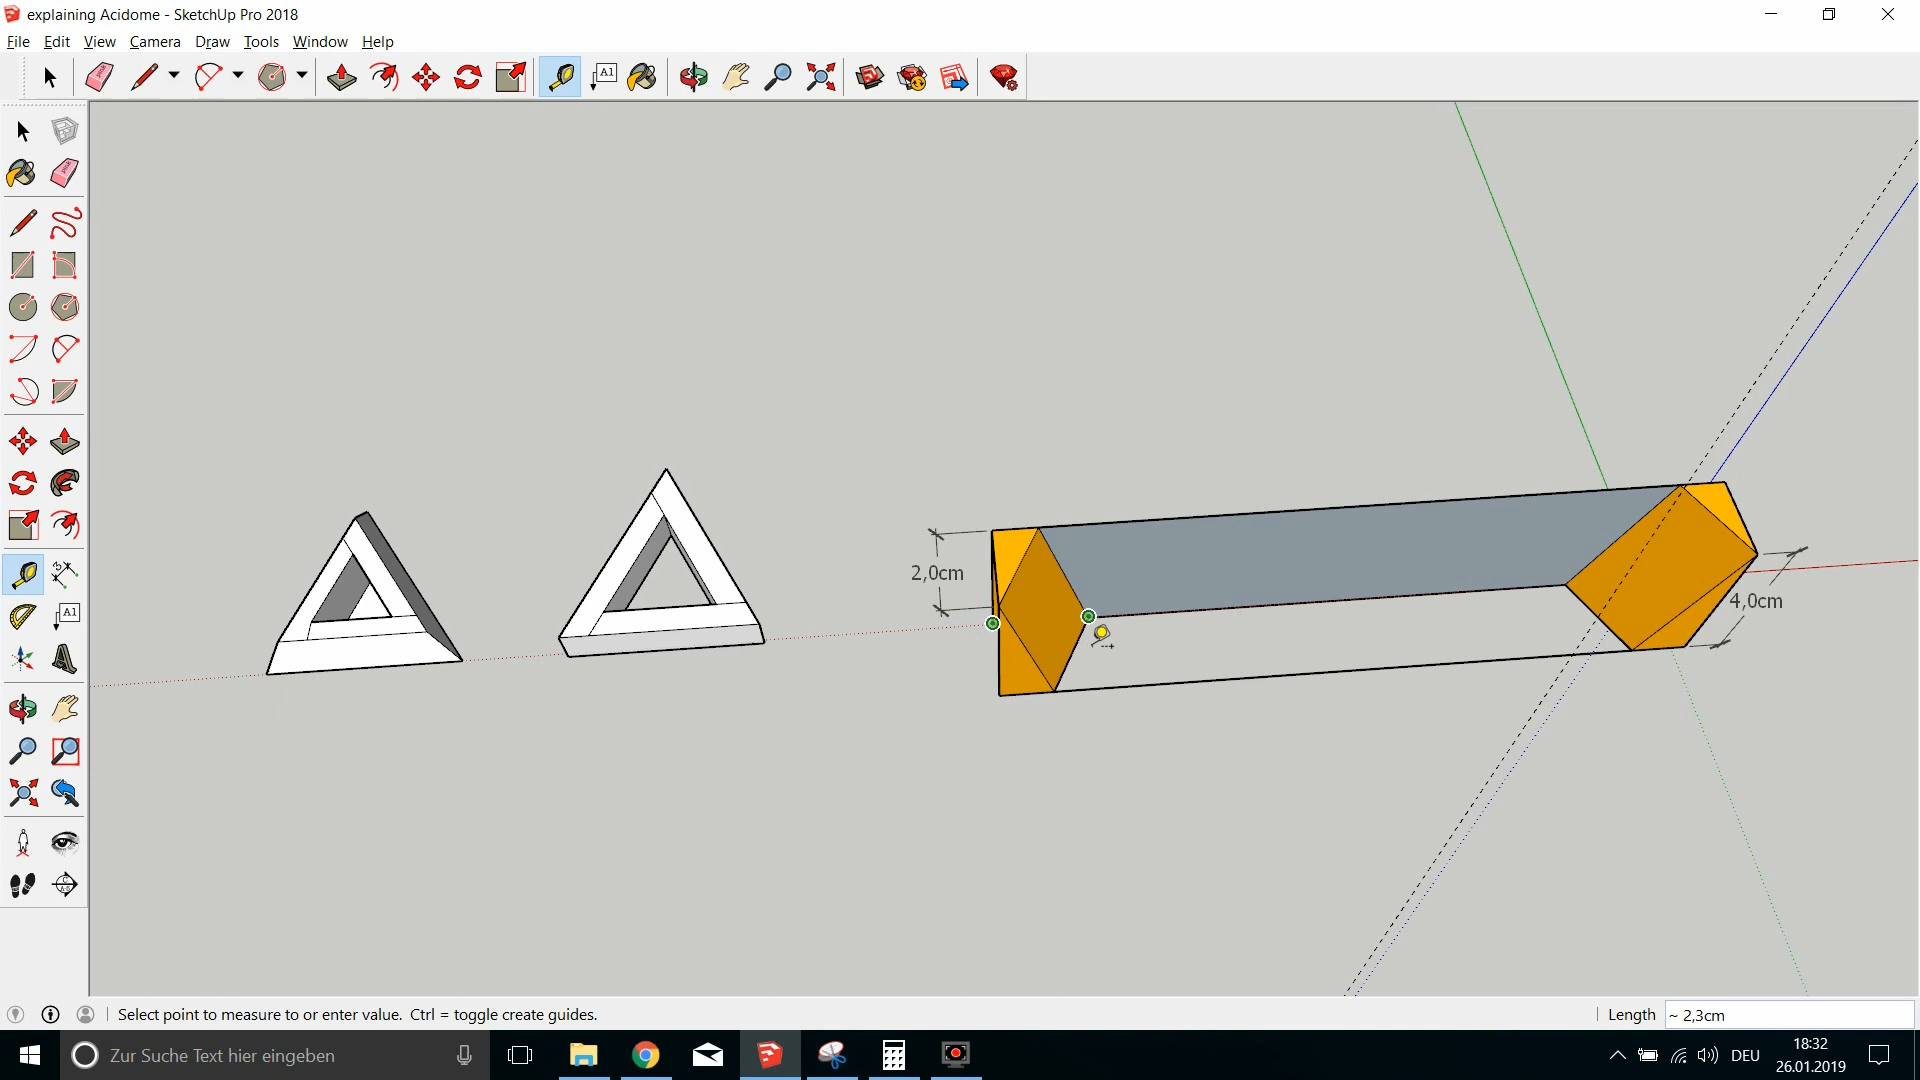 explaining Acidome - SketchUp Pro 2018
File Edit View Camera Draw Tools Window Help
A1
A1
2,0cm
4,0cm
Select point to measure to or enter value. Ctrl = toggle create guides.
Length ~ 2,3cm
Zur Suche Text hier eingeben
DEU
18:32
26.01.2019